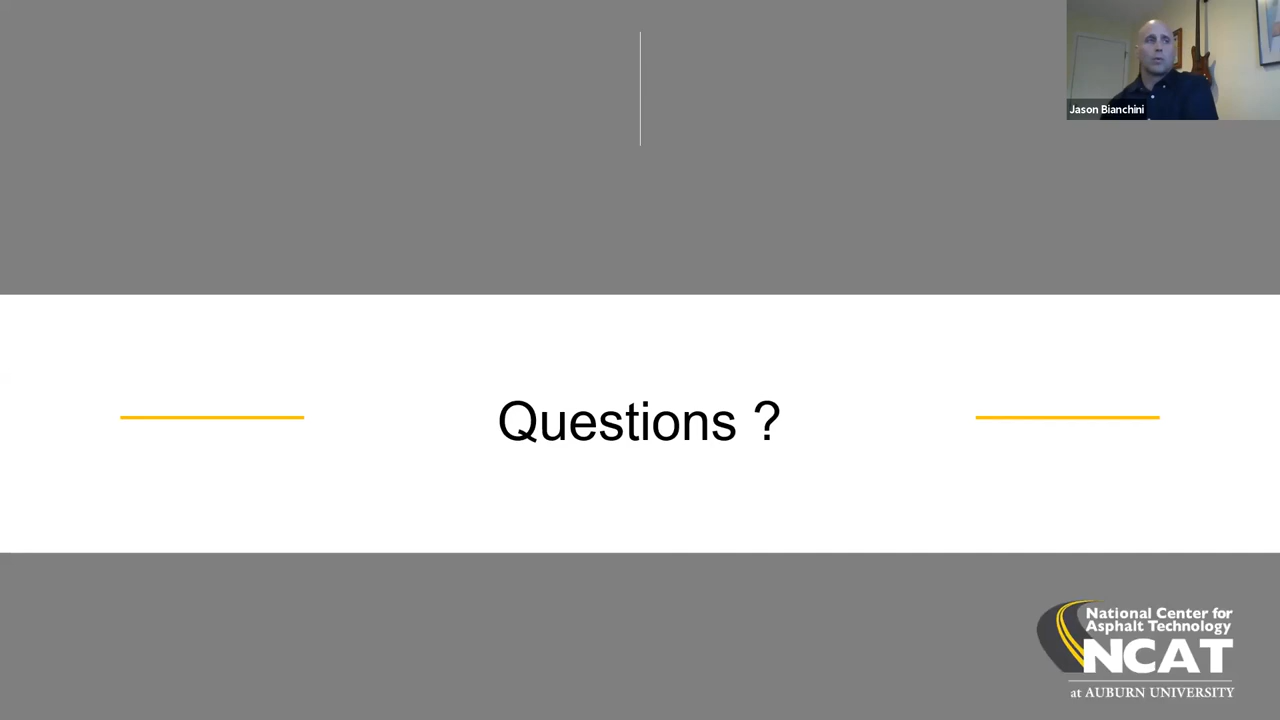 Jason Bianchini
Questions ?
National Center for
Asphalt Technology
NCAT
at AUBURN UNIVERSITY